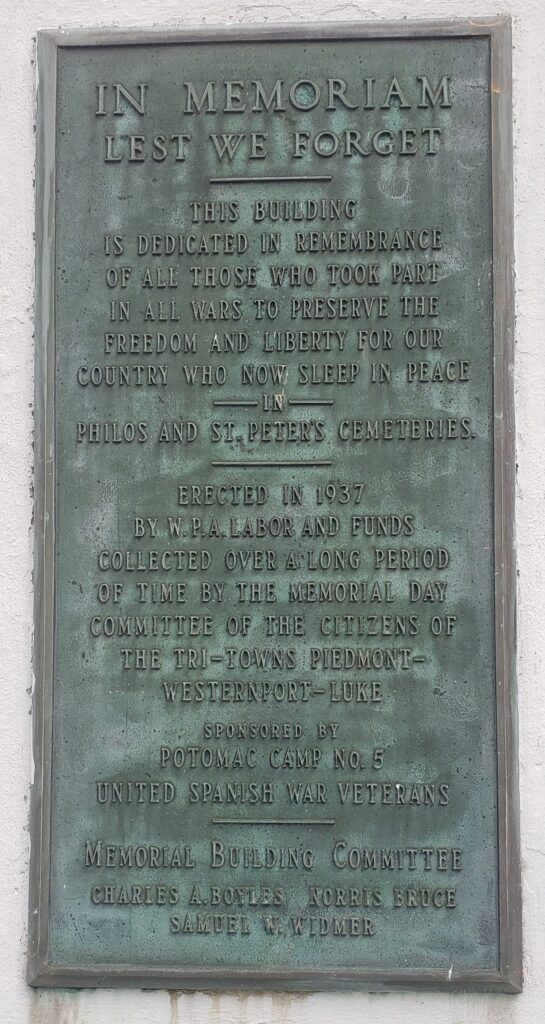 IN MEMORIAM
LEST WE FORGET
THIS BUILDING
IS DEDICATED IN REMEMBRANCE
OF ALL THOSE WHO TOOK PART
IN ALL WARS TO PRESERVE THE
FREEDOM AND LIBERTY FOR OUR
COUNTRY WHO NOW SLEEP IN PEACE
IN
PHILOS AND ST. PETER'S CEMETERIES.
ERECTED IN 1937
BY W.P.A. LABOR AND FUNDS
COLLECTED OVER A LONG PERIOD
OF TIME BY THE MEMORIAL DAY
COMMITTEE OF THE CITIZENS OF
THE TRI-TOWNS PIEDMONT-
WESTERNPORT-LUKE
SPONSORED BY
POTOMAC CAMP NO. 5
UNITED SPANISH WAR VETERANS
MEMORIAL BUILDING COMMITTEE
CHARLES A. BOYLES NORRIS BRUCE
SAMUEL W. WIDMER